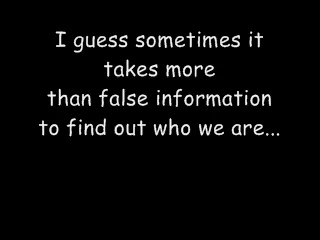 I guess sometimes it
takes more
than false information
to find out who we are...